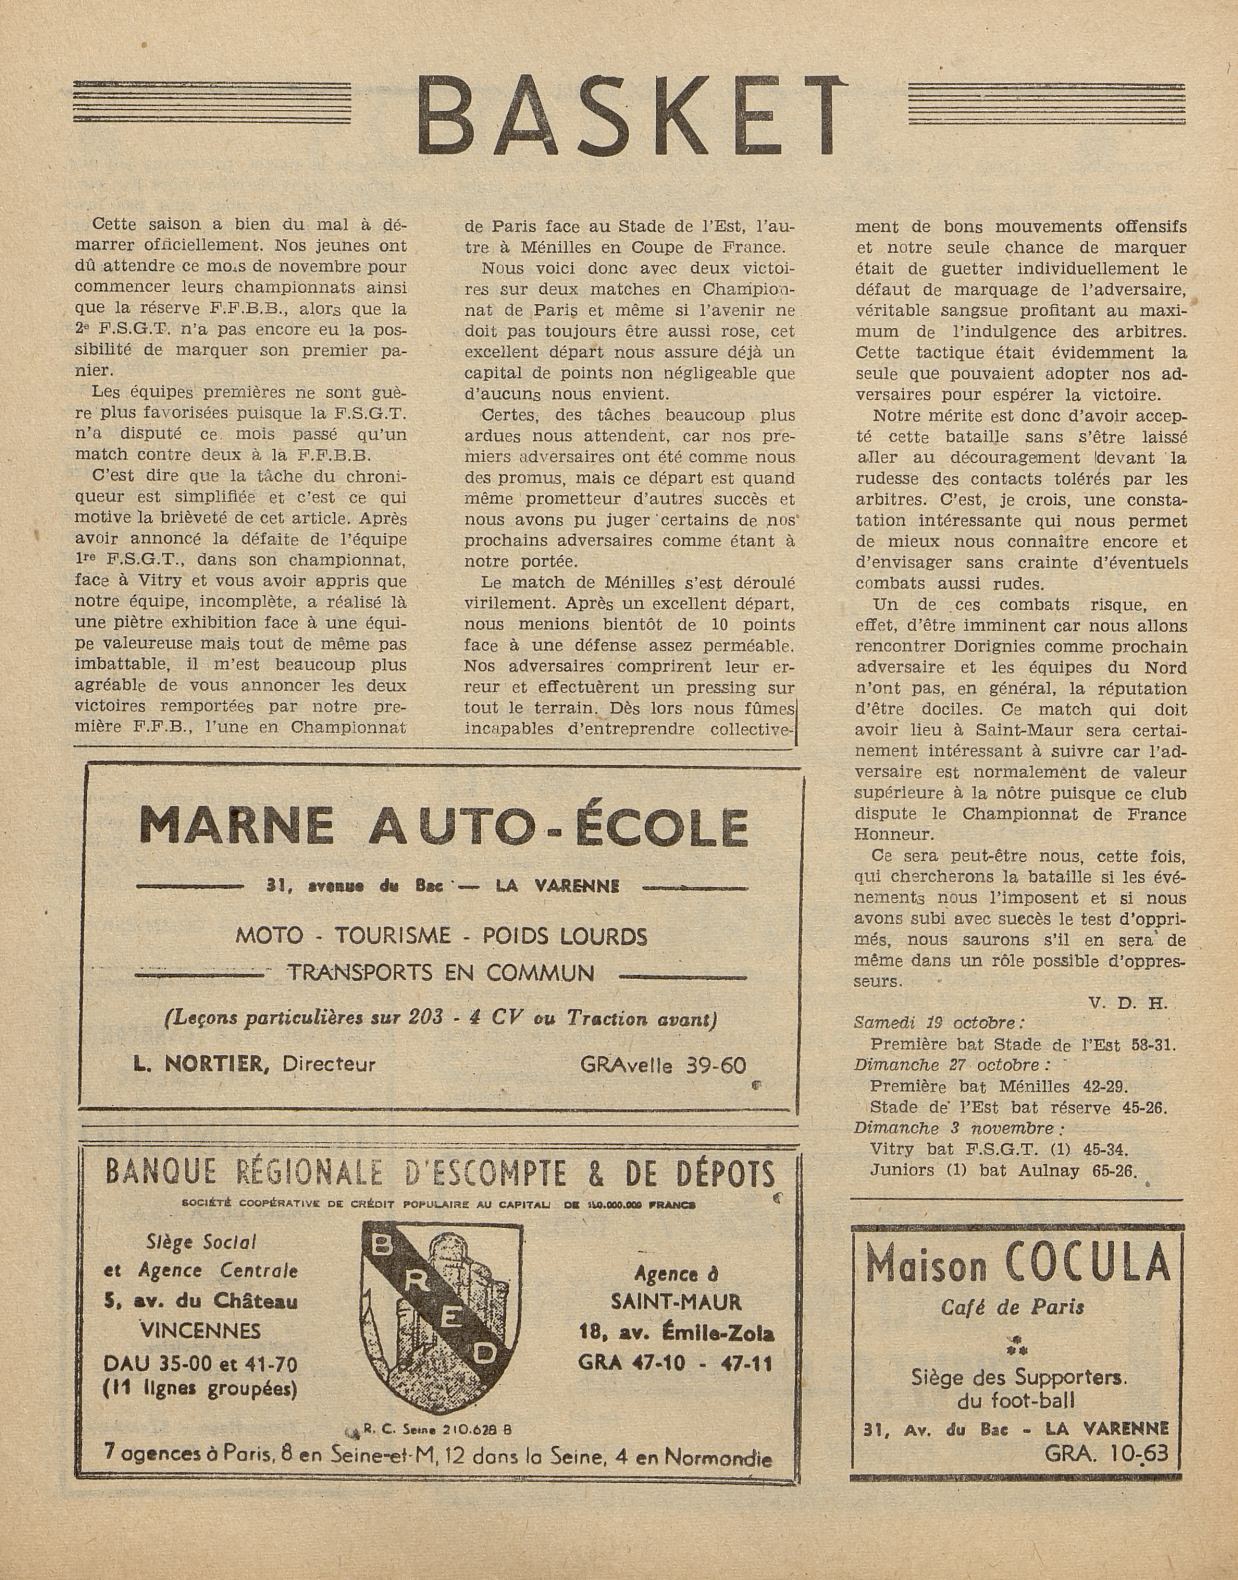 BASKET
Cette saison a bien du mal à dé-
marrer officiellement. Nos jeunes ont
dû attendre ce mois de novembre pour
commencer leurs championnats ainsi
que la réserve F.F.B.B., alors que la
2e F.S.G.T. n'a pas encore eu la pos-
sibilité de marquer son premier pa-
nier.
Les équipes premières ne sont guè-
re plus favorisées puisque la F.S.G.T.
n'a disputé ce mois passé qu'un
match contre deux à la F.F.B.B.
C'est dire que la tâche du chroni-
queur est simplifiée et c'est ce qui
motive la brièveté de cet article. Après
avoir annoncé la défaite de l'équipe
1re F.S.G.T., dans son championnat,
face à Vitry et vous avoir appris que
notre équipe, incomplète, a réalisé là
une piètre exhibition face à une équi-
pe valeureuse mais tout de même pas
imbattable, il m'est beaucoup plus
agréable de vous annoncer les deux
victoires remportées par notre pre-
mière F.F.B., l'une en Championnat
de Paris face au Stade de l'Est, l'au-
tre à Ménilles en Coupe de France.
Nous voici donc avec deux victoi-
res sur deux matches en Champion-
nat de Paris et même si l'avenir ne
doit pas toujours être aussi rose, cet
excellent départ nous assure déjà un
capital de points non négligeable que
d'aucuns nous envient.
Certes, des tâches beaucoup plus
ardues nous attendent, car nos pre-
miers adversaires ont été comme nous
des promus, mais ce départ est quand
même prometteur d'autres succès et
nous avons pu juger certains de nos
prochains adversaires comme étant à
notre portée.
Le match de Ménilles s'est déroulé
virilement. Après un excellent départ,
nous menions bientôt de 10 points
face à une défense assez perméable.
Nos adversaires comprirent leur er-
reur et effectuèrent un pressing sur
tout le terrain. Dès lors nous fûmes
incapables d'entreprendre collective-
ment de bons mouvements offensifs
et notre seule chance de marquer
était de guetter individuellement le
défaut de marquage de l'adversaire,
véritable sangsue profitant au maxi-
mum de l'indulgence des arbitres.
Cette tactique était évidemment la
seule que pouvaient adopter nos ad-
versaires pour espérer la victoire.
Notre mérite est donc d'avoir accep-
té cette bataille sans s'être laissé
aller au découragement devant la
rudesse des contacts tolérés par les
arbitres. C'est, je crois, une consta-
tation intéressante qui nous permet
de mieux nous connaître encore et
d'envisager sans crainte d'éventuels
combats aussi rudes.
Un de ces combats risque, en
effet, d'être imminent car nous allons
rencontrer Dorignies comme prochain
adversaire et les équipes du Nord
n'ont pas, en général, la réputation
d'être dociles. Ce match qui doit
avoir lieu à Saint-Maur sera certai-
nement intéressant à suivre car l'ad-
versaire est normalement de valeur
supérieure à la nôtre puisque ce club
dispute le Championnat de France
Honneur.
Ce sera peut-être nous, cette fois,
qui chercherons la bataille si les évé-
nements nous l'imposent et si nous
avons subi avec succès le test d'oppri-
més, nous saurons s'il en sera de
même dans un rôle possible d'oppres-
seurs.
V. D. H.
Samedi 19 octobre :
Première bat Stade de l'Est 58-31.
Dimanche 27 octobre :
Première bat Ménilles 42-29.
Stade de l'Est bat réserve 45-26.
Dimanche 3 novembre :
Vitry bat F.S.G.T. (1) 45-34.
Juniors (1) bat Aulnay 65-26.
MARNE AUTO-ÉCOLE
31, avenue du Bac — LA VARENNE
MOTO - TOURISME - POIDS LOURDS
TRANSPORTS EN COMMUN
(Leçons particulières sur 203 - 4 CV ou Traction avant)
L. NORTIER, Directeur GRAvelle 39-60
BANQUE RÉGIONALE D'ESCOMPTE & DE DÉPOTS
SOCIÉTÉ COOPÉRATIVE DE CRÉDIT POPULAIRE AU CAPITAL DE 150.000.000 FRANCS
Siège Social
et Agence Centrale
5, av. du Château
VINCENNES
DAU 35-00 et 41-70
(11 lignes groupées)
BRED
R. C. Seine 210.628 B
Agence à
SAINT-MAUR
18, av. Émile-Zola
GRA 47-10 - 47-11
7 agences à Paris, 8 en Seine-et-M, 12 dans la Seine, 4 en Normandie
Maison COCULA
Café de Paris
Siège des Supporters.
du foot-ball
31, Av. du Bac - LA VARENNE
GRA. 10-63